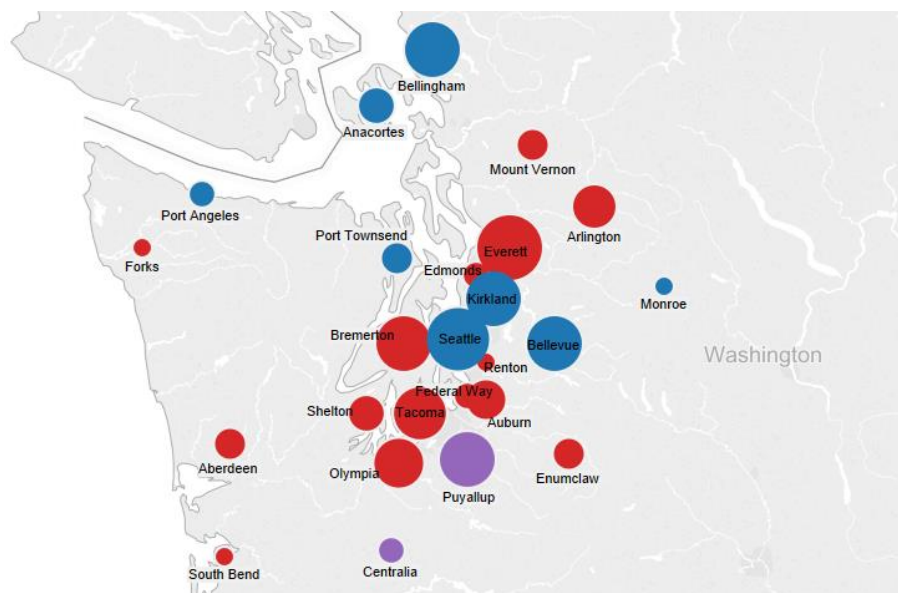 Bellingham
Anacortes
Mount Vernon
Port Angeles
Arlington
Port Townsend
Everett
Forks
Edmonds
Kirkland
Monroe
Bremerton
Seattle
Bellevue
Washington
Renton
Federal Way
Shelton
Tacoma
Auburn
Aberdeen
Olympia
Enumclaw
Puyallup
South Bend
Centralia